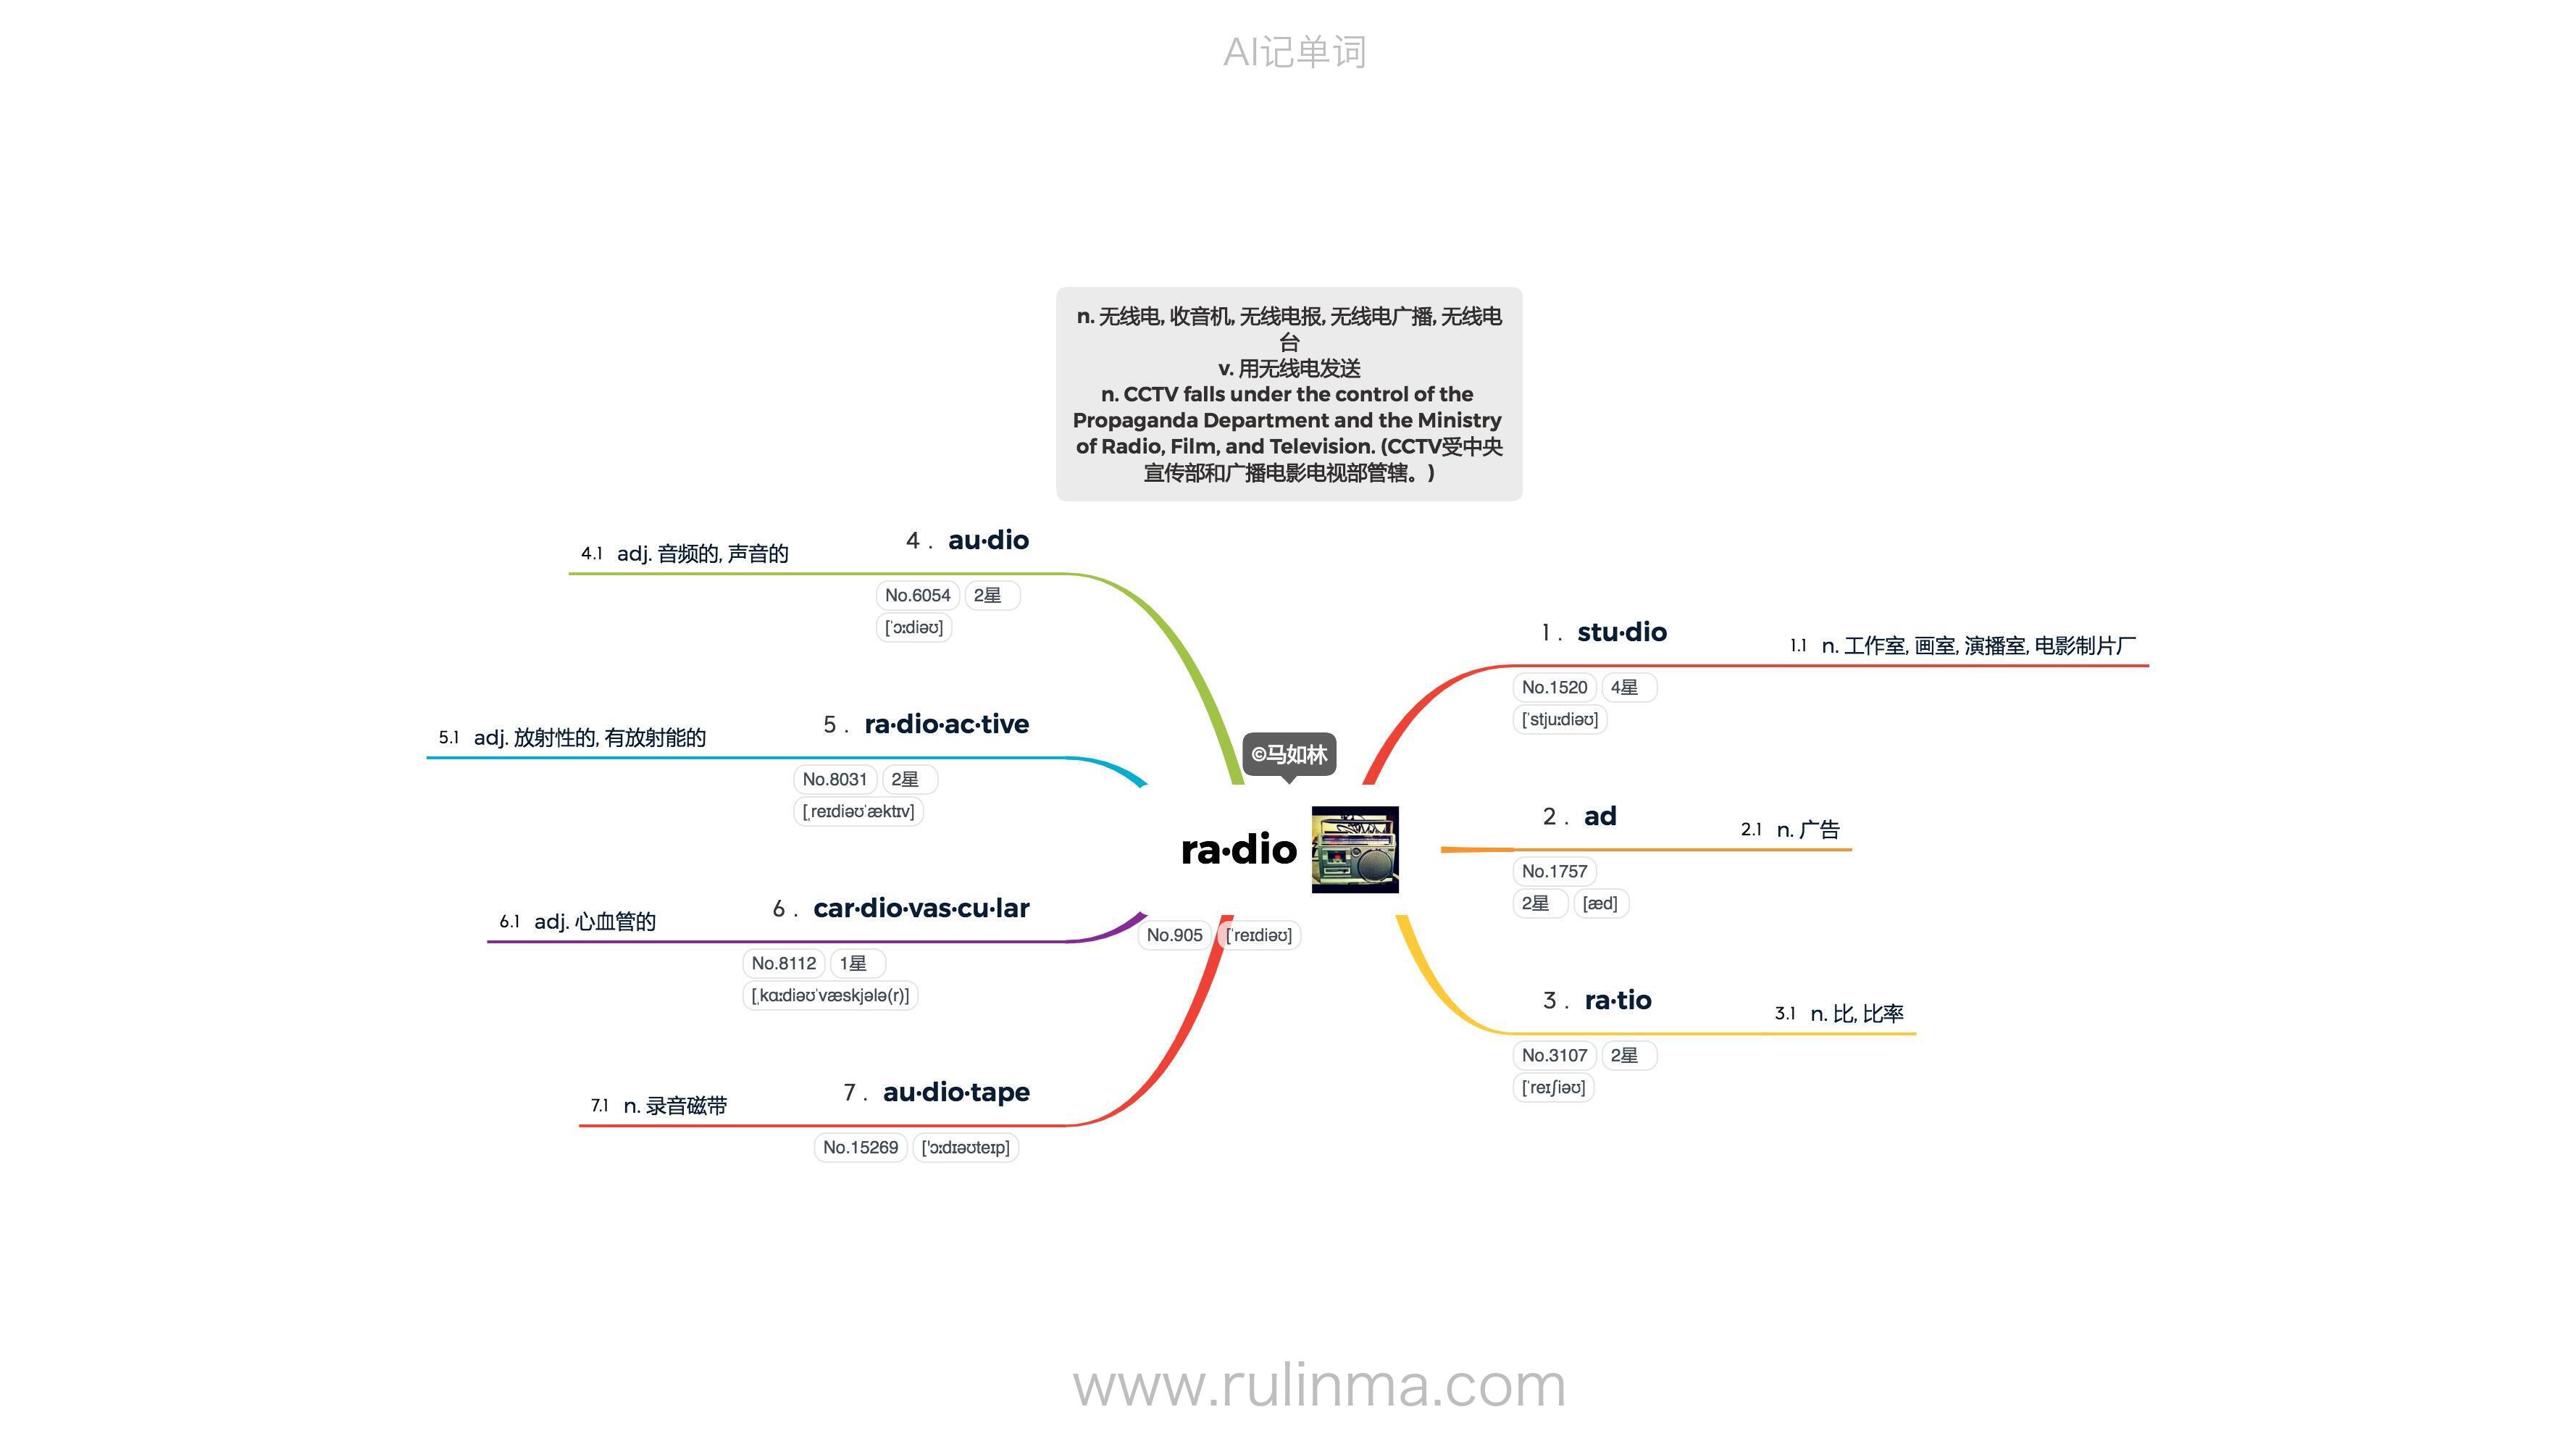 AI记单词
n. 无线电, 收音机, 无线电报, 无线电广播, 无线电
台
v. 用无线电发送
n. CCTV falls under the control of the
Propaganda Department and the Ministry
of Radio, Film, and Television. (CCTV受中央
宣传部和广播电影电视部管辖。)
©马如林
ra·dio
No.905 [ˈreɪdiəʊ]
1 . stu·dio
No.1520 4星
[ˈstjuːdiəʊ]
1.1 n. 工作室, 画室, 演播室, 电影制片厂
2 . ad
No.1757
2星 [æd]
2.1 n. 广告
3 . ra·tio
No.3107 2星
[ˈreɪʃiəʊ]
3.1 n. 比, 比率
4 . au·dio
No.6054 2星
[ˈɔːdiəʊ]
4.1 adj. 音频的, 声音的
5 . ra·dio·ac·tive
No.8031 2星
[ˌreɪdiəʊˈæktɪv]
5.1 adj. 放射性的, 有放射能的
6 . car·dio·vas·cu·lar
No.8112 1星
[ˌkɑːdiəʊˈvæskjələ(r)]
6.1 adj. 心血管的
7 . au·dio·tape
No.15269 ['ɔːdɪəʊteɪp]
7.1 n. 录音磁带
www.rulinma.com